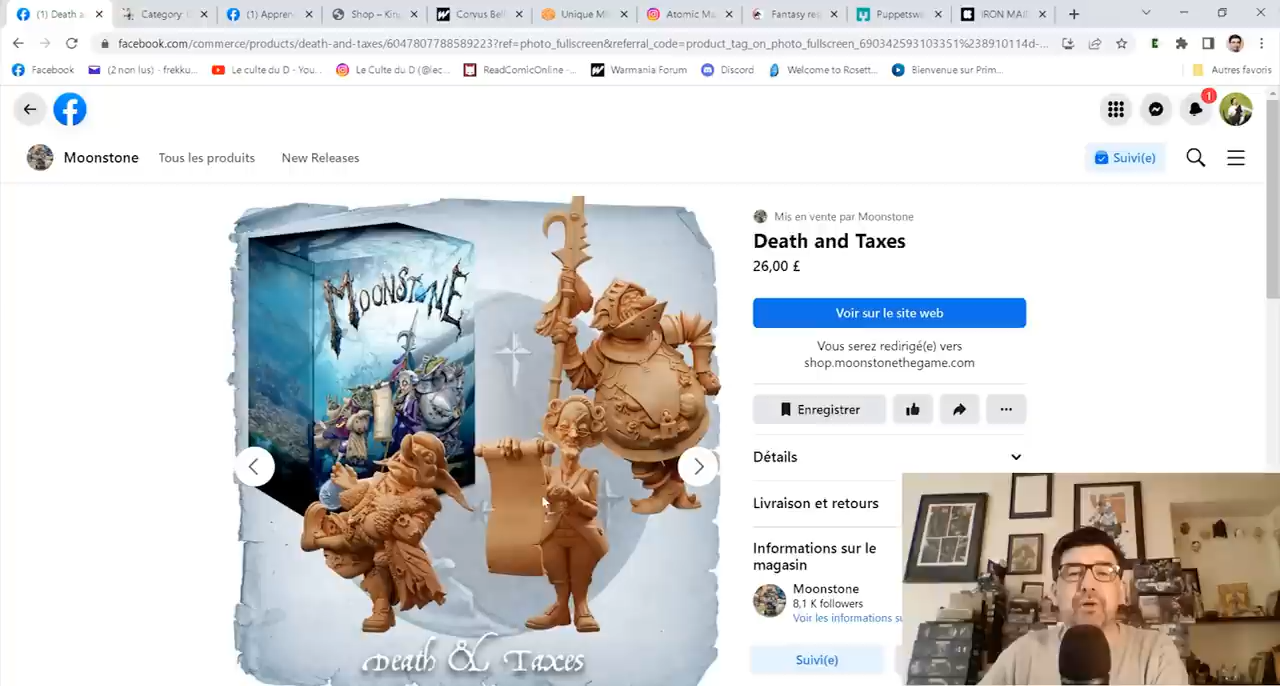 (1) Death a
Category:
(1) Appren
Shop – Kin
Corvus Bel
Unique Mi
Atomic Ma
Fantasy res
Puppetswa
IRON MAI
facebook.com/commerce/products/death-and-taxes/6047807788589223?ref=photo_fullscreen&referral_code=product_tag_on_photo_fullscreen_690342593103351%238910114d-...
Facebook
(2 non lus) - frekku...
Le culte du D - You...
Le Culte du D (@lec...
ReadComicOnline -...
Warmania Forum
Discord
Welcome to Rosett...
Bienvenue sur Prim...
Autres favoris
1
Moonstone
Tous les produits
New Releases
Suivi(e)
MOONSTONE
Death & Taxes
Mis en vente par Moonstone
Death and Taxes
26,00 £
Voir sur le site web
Vous serez redirigé(e) vers
shop.moonstonethegame.com
Enregistrer
Détails
Livraison et retours
Informations sur le
magasin
Moonstone
8,1 K followers
Voir les informations su
Suivi(e)